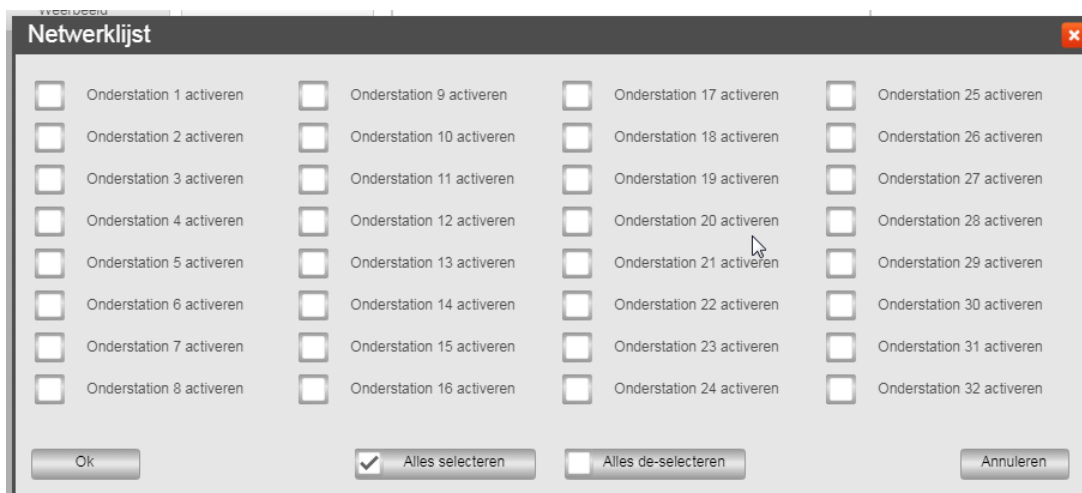 Weerbeeld
Netwerklijst
Onderstation 1 activeren
Onderstation 9 activeren
Onderstation 17 activeren
Onderstation 25 activeren
Onderstation 2 activeren
Onderstation 10 activeren
Onderstation 18 activeren
Onderstation 26 activeren
Onderstation 3 activeren
Onderstation 11 activeren
Onderstation 19 activeren
Onderstation 27 activeren
Onderstation 4 activeren
Onderstation 12 activeren
Onderstation 20 activeren
Onderstation 28 activeren
Onderstation 5 activeren
Onderstation 13 activeren
Onderstation 21 activeren
Onderstation 29 activeren
Onderstation 6 activeren
Onderstation 14 activeren
Onderstation 22 activeren
Onderstation 30 activeren
Onderstation 7 activeren
Onderstation 15 activeren
Onderstation 23 activeren
Onderstation 31 activeren
Onderstation 8 activeren
Onderstation 16 activeren
Onderstation 24 activeren
Onderstation 32 activeren
Ok
Alles selecteren
Alles de-selecteren
Annuleren